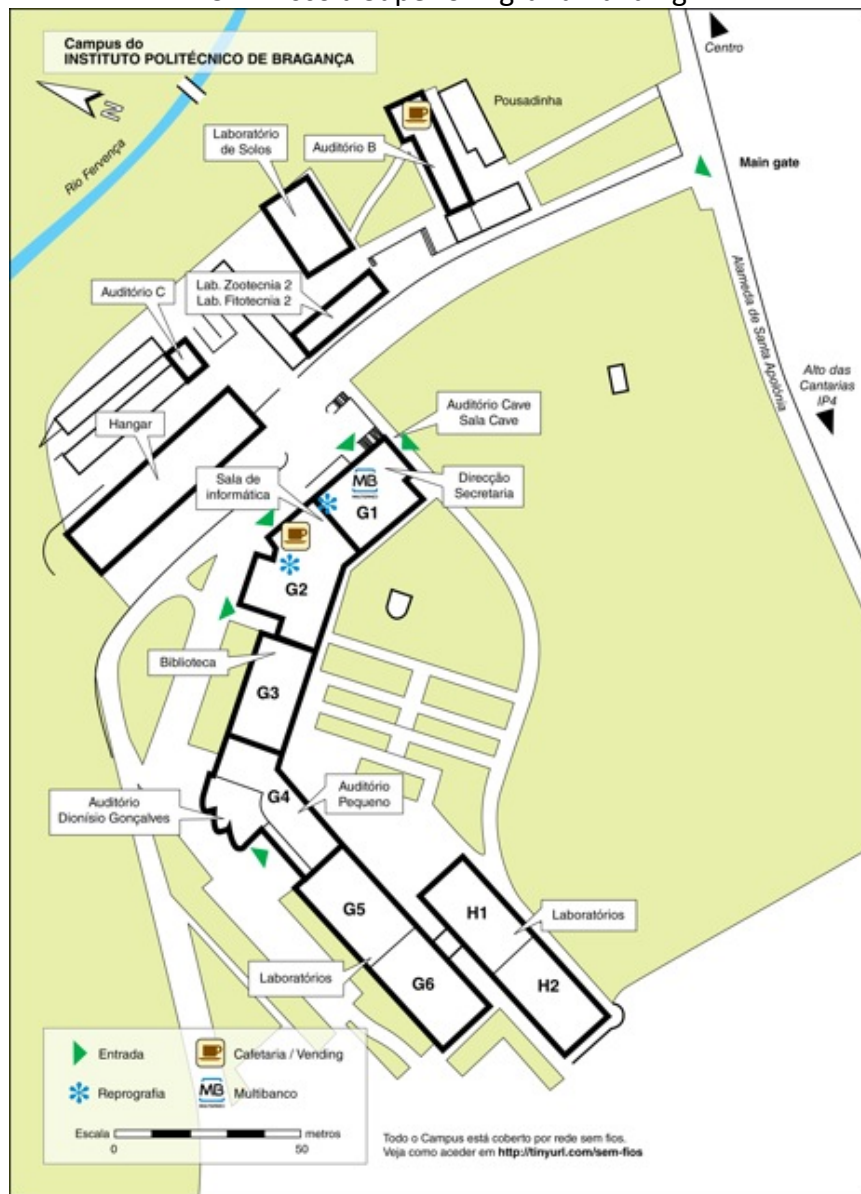 Campus do
INSTITUTO POLITÉCNICO DE BRAGANÇA
Centro
N
Rio Fervença
Laboratório
de Solos
Auditório B
Pousadinha
Main gate
Auditório C
Lab. Zootecnia 2
Lab. Fitotecnia 2
Alameda de Santa Apolónia
Alto das
Cantarias
IP4
Hangar
Auditório Cave
Sala Cave
Sala de
informática
MB
Direcção
Secretaria
G1
G2
Biblioteca
G3
G4
Auditório
Pequeno
Auditório
Dionísio Gonçalves
G5
H1
Laboratórios
Laboratórios
G6
H2
Entrada
Cafetaria / Vending
Reprografia
MB
Multibanco
Escala
metros
0
50
Todo o Campus está coberto por rede sem fios.
Veja como aceder em http://tinyurl.com/sem-fios